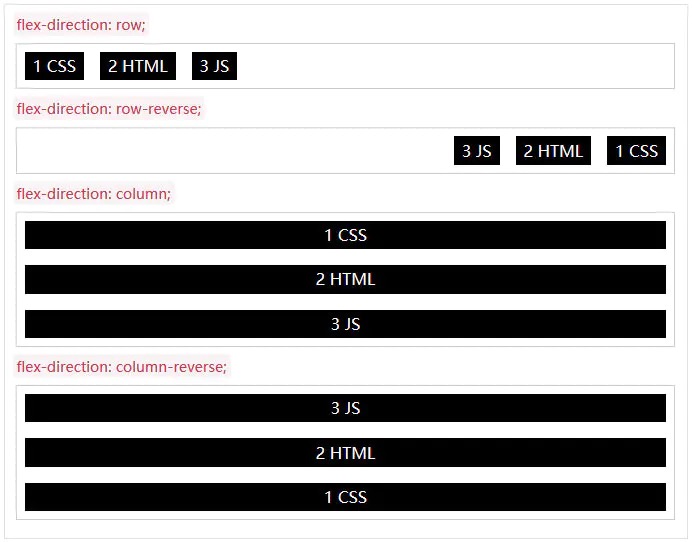 flex-direction: row;
1 CSS 2 HTML 3 JS
flex-direction: row-reverse;
3 JS 2 HTML 1 CSS
flex-direction: column;
1 CSS
2 HTML
3 JS
flex-direction: column-reverse;
3 JS
2 HTML
1 CSS